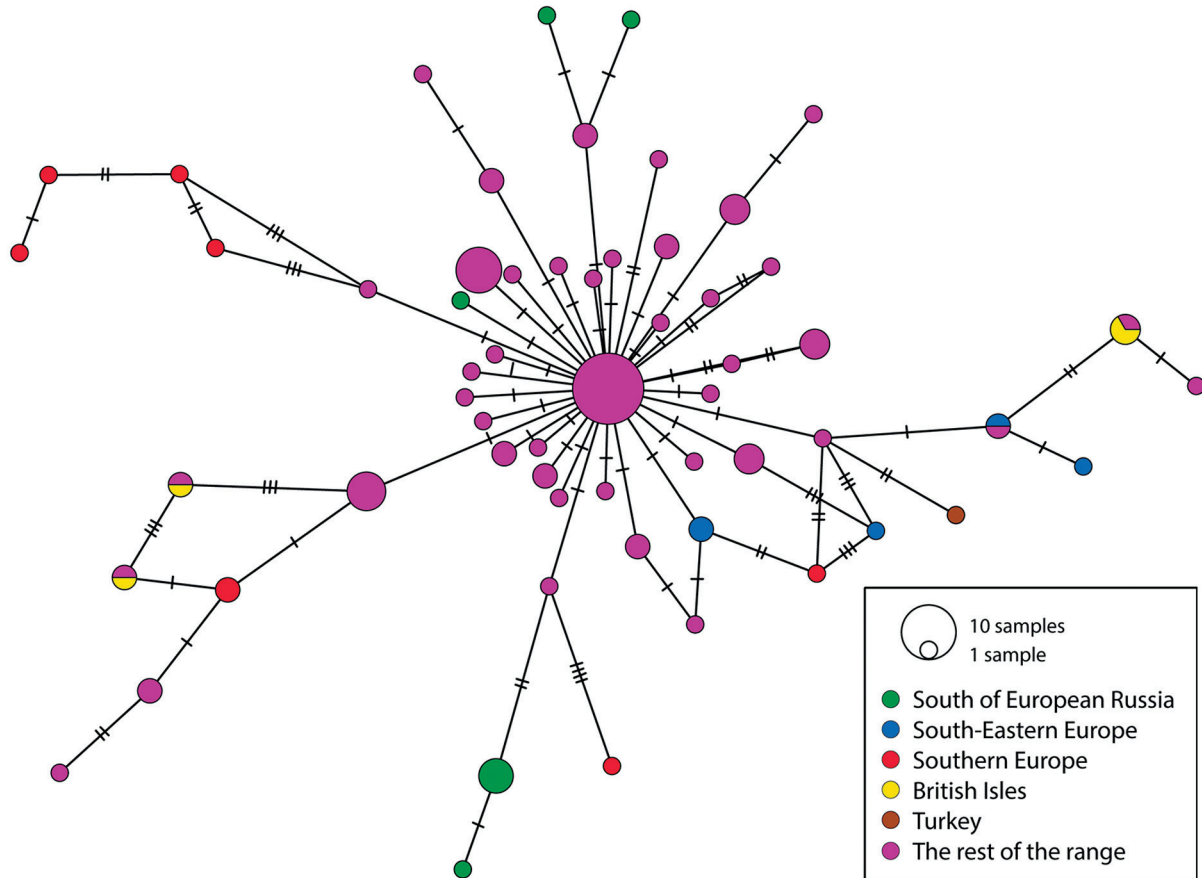 10 samples
1 sample
South of European Russia
South-Eastern Europe
Southern Europe
British Isles
Turkey
The rest of the range